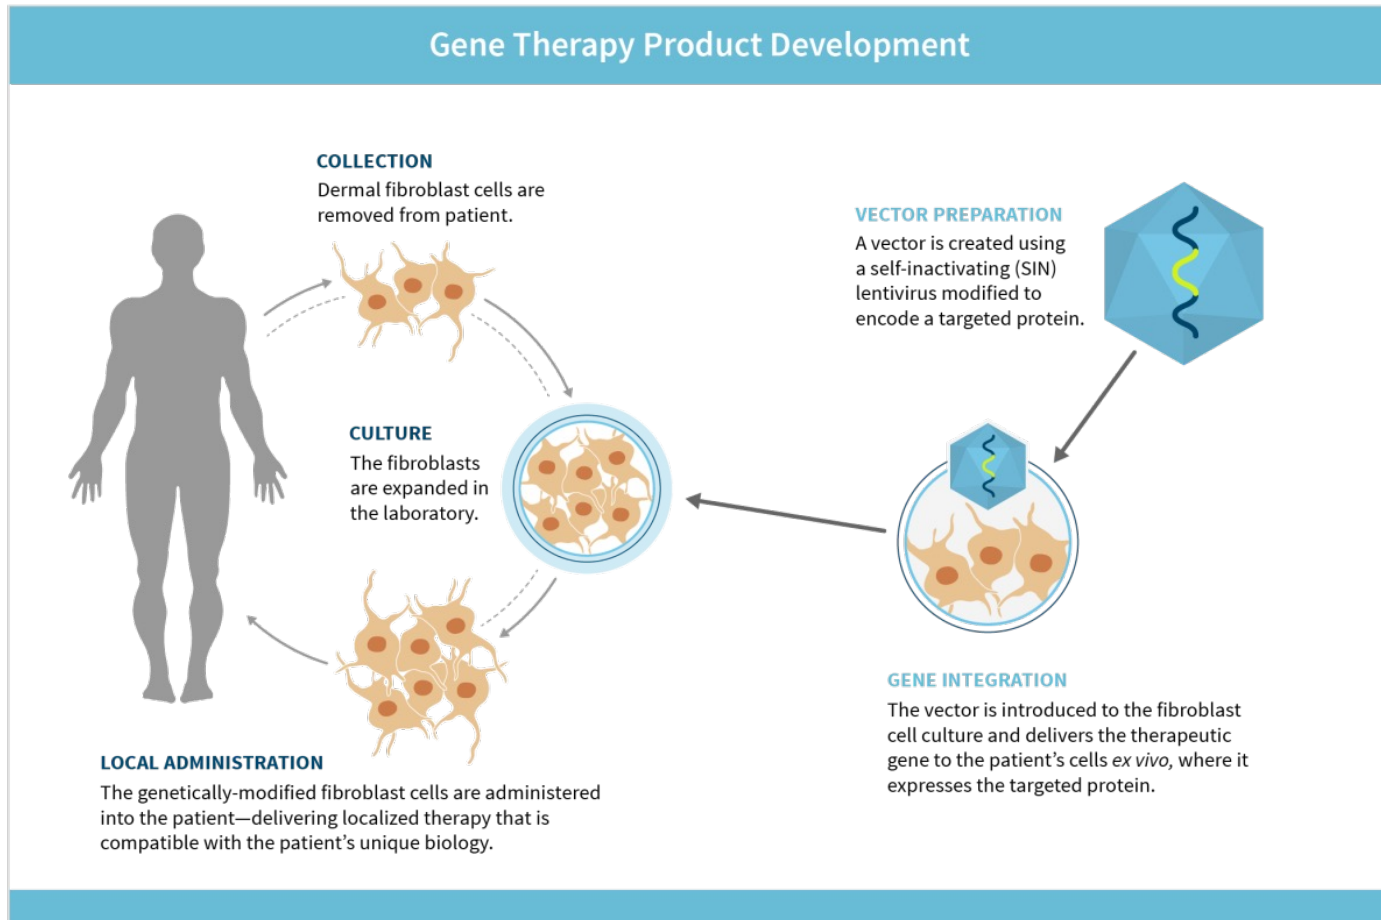 Gene Therapy Product Development
COLLECTION
Dermal fibroblast cells are
removed from patient.
VECTOR PREPARATION
A vector is created using
a self-inactivating (SIN)
lentivirus modified to
encode a targeted protein.
CULTURE
The fibroblasts
are expanded in
the laboratory.
GENE INTEGRATION
The vector is introduced to the fibroblast
cell culture and delivers the therapeutic
gene to the patient’s cells ex vivo, where it
expresses the targeted protein.
LOCAL ADMINISTRATION
The genetically-modified fibroblast cells are administered
into the patient—delivering localized therapy that is
compatible with the patient’s unique biology.